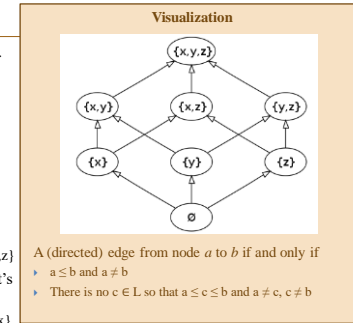 Visualization
{x,y,z}
{x,y} {x,z} {y,z}
{x} {y} {z}
Ø
,z}
A (directed) edge from node a to b if and only if
▸ a ≤ b and a ≠ b
t's
▸ There is no c ∈ L so that a ≤ c ≤ b and a ≠ c, c ≠ b
x}